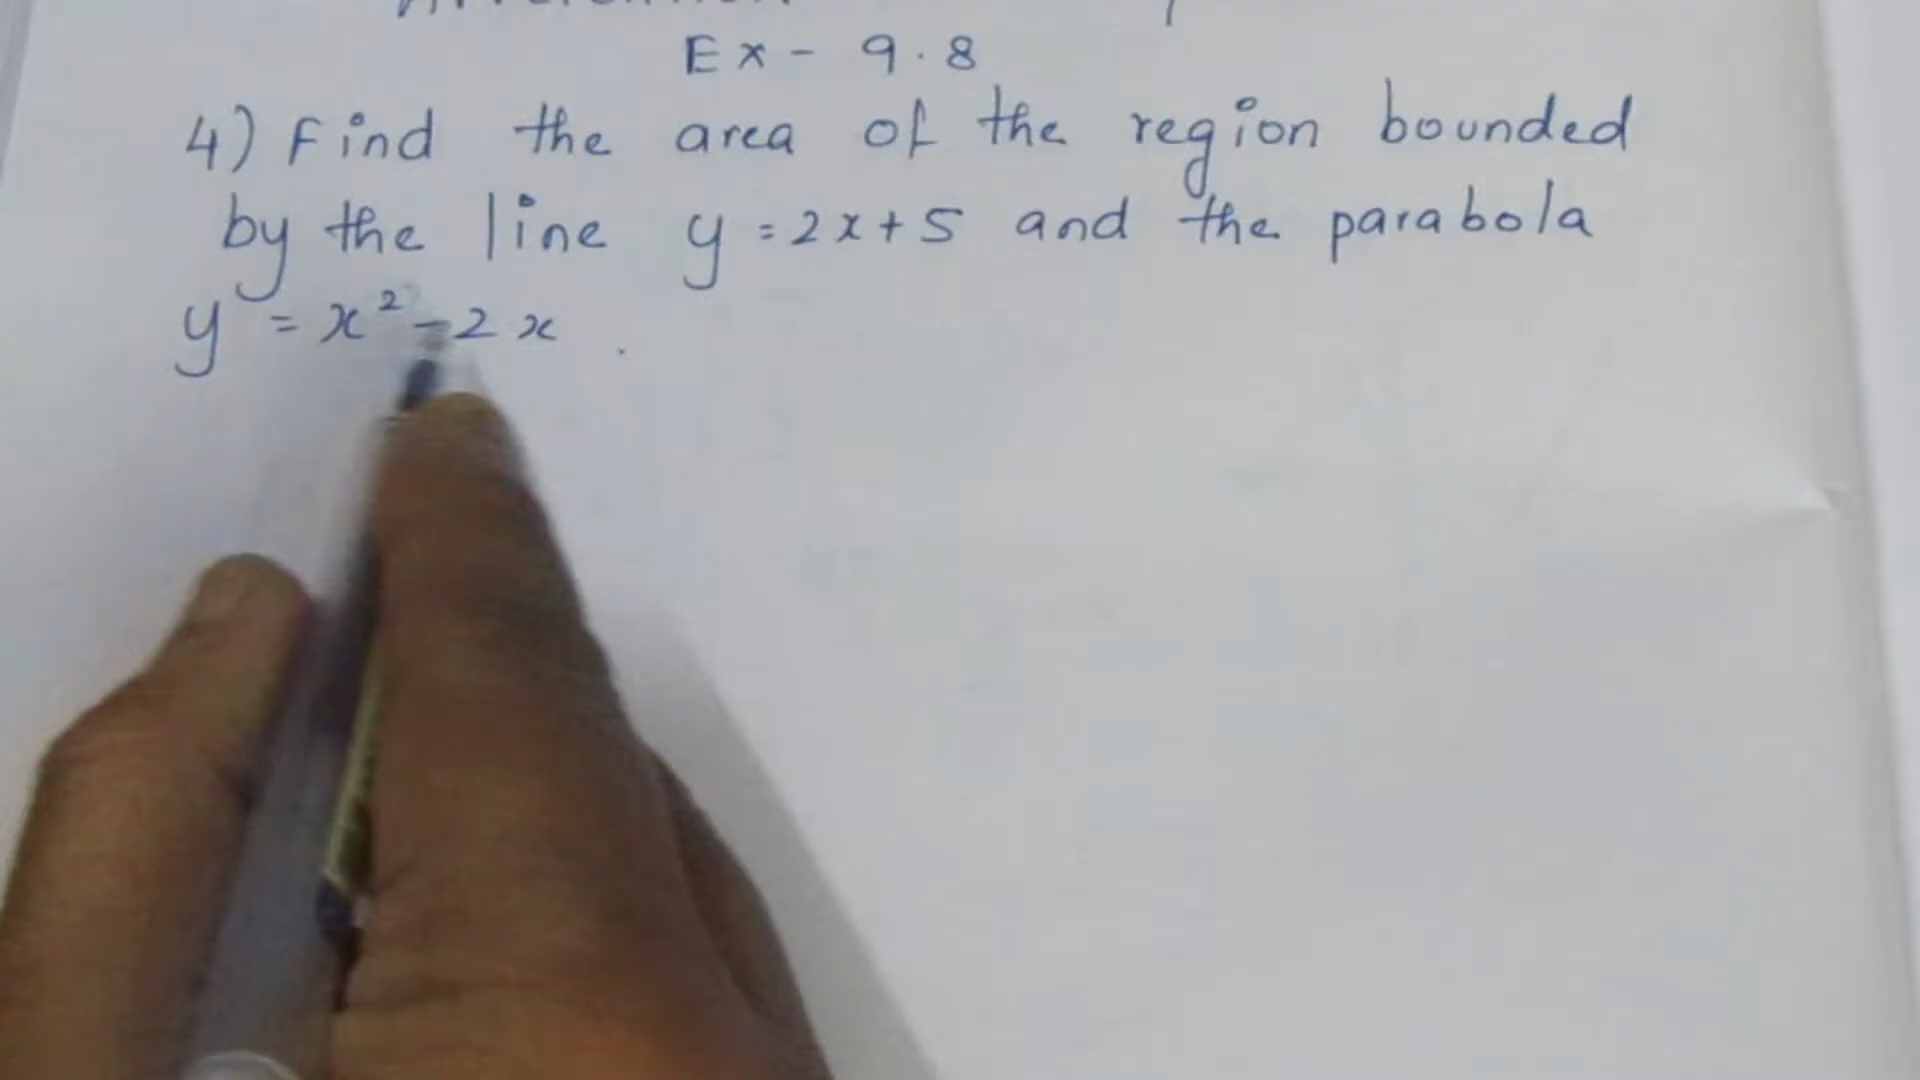 Ex - 9.8
4) Find the area of the region bounded
by the line y = 2x + 5 and the parabola
y = x² - 2x .